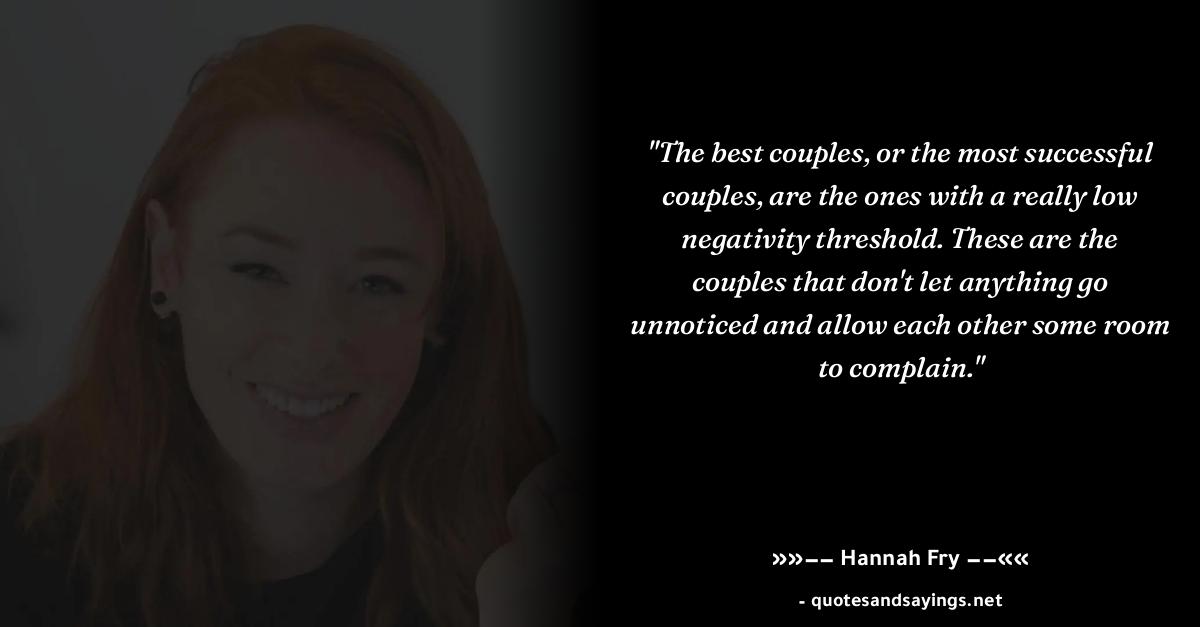 "The best couples, or the most successful
couples, are the ones with a really low
negativity threshold. These are the
couples that don't let anything go
unnoticed and allow each other some room
to complain."
»»–– Hannah Fry ––««
- quotesandsayings.net